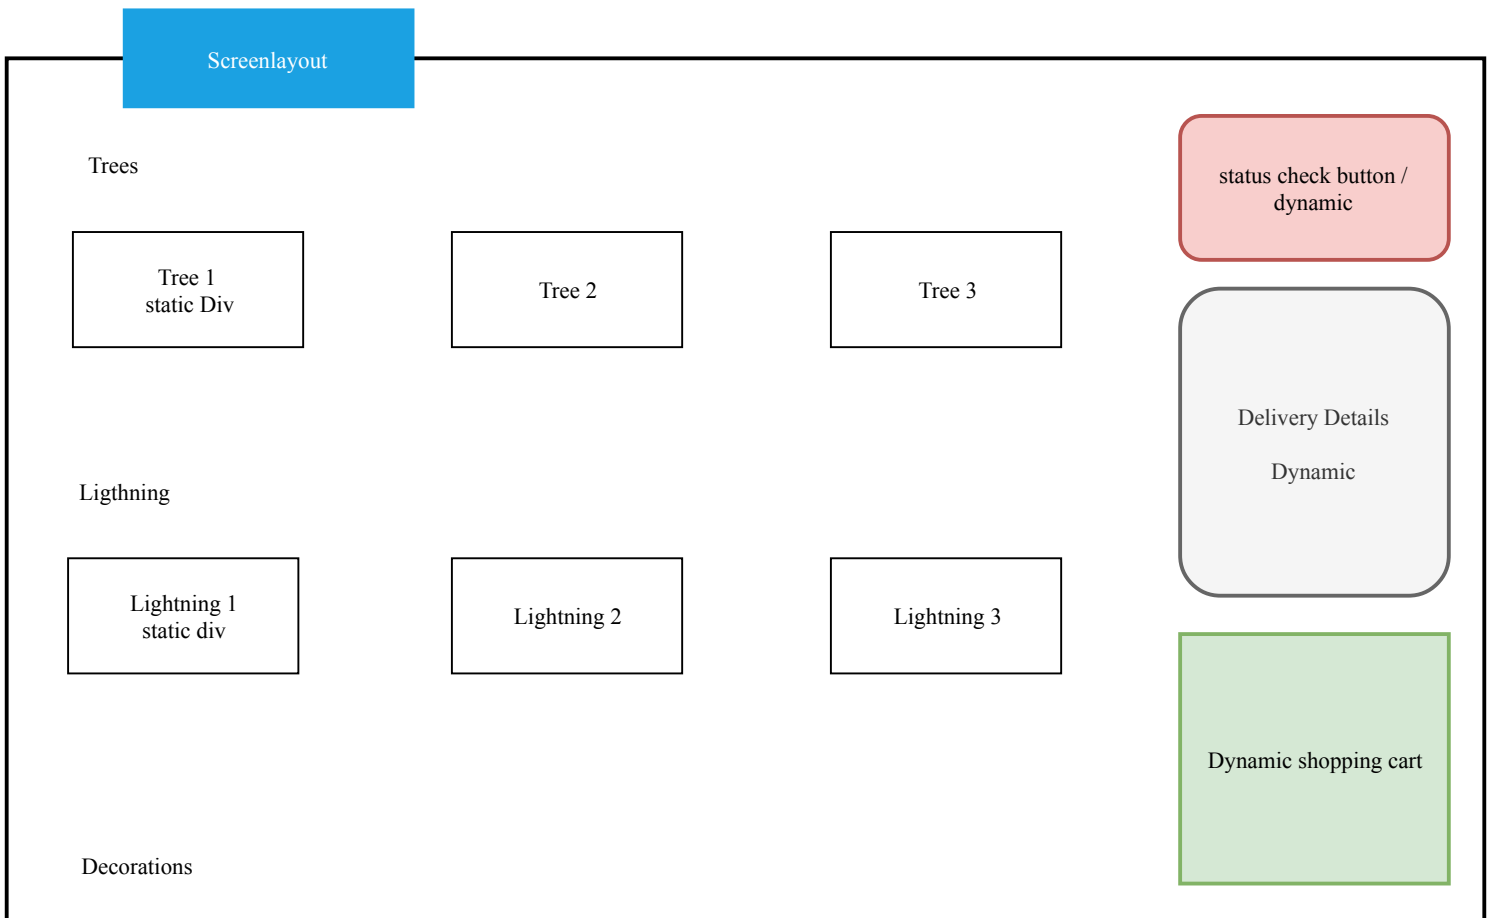 Screenlayout
Trees
status check button /
dynamic
Tree 1
static Div
Tree 2
Tree 3
Delivery Details
Dynamic
Ligthning
Lightning 1
static div
Lightning 2
Lightning 3
Dynamic shopping cart
Decorations